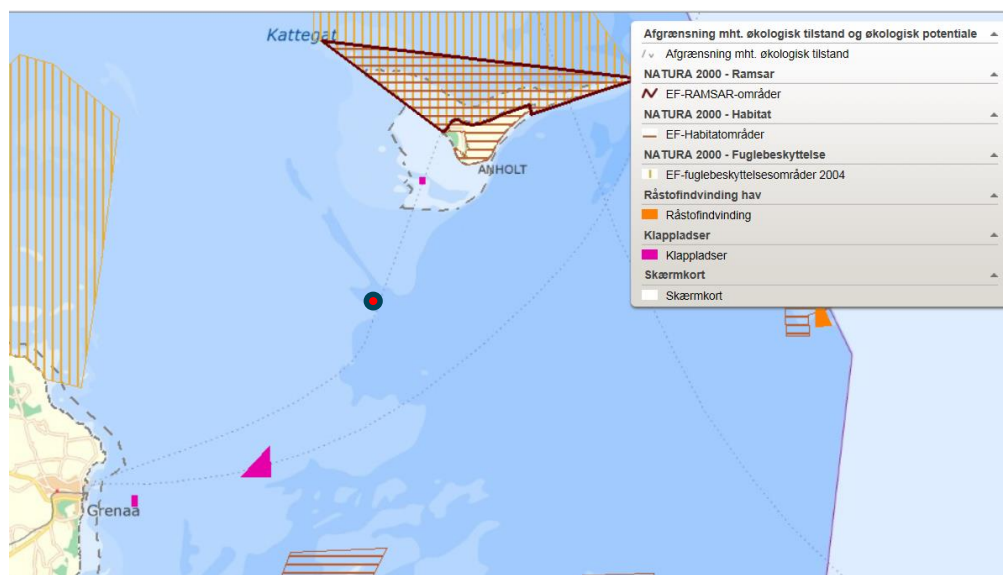 Kattegat
ANHOLT
Grenaa
Afgrænsning mht. økologisk tilstand og økologisk potentiale
Afgrænsning mht. økologisk tilstand
NATURA 2000 - Ramsar
EF-RAMSAR-områder
NATURA 2000 - Habitat
EF-Habitatområder
NATURA 2000 - Fuglebeskyttelse
EF-fuglebeskyttelsesområder 2004
Råstofindvinding hav
Råstofindvinding
Klappladser
Klappladser
Skærmkort
Skærmkort